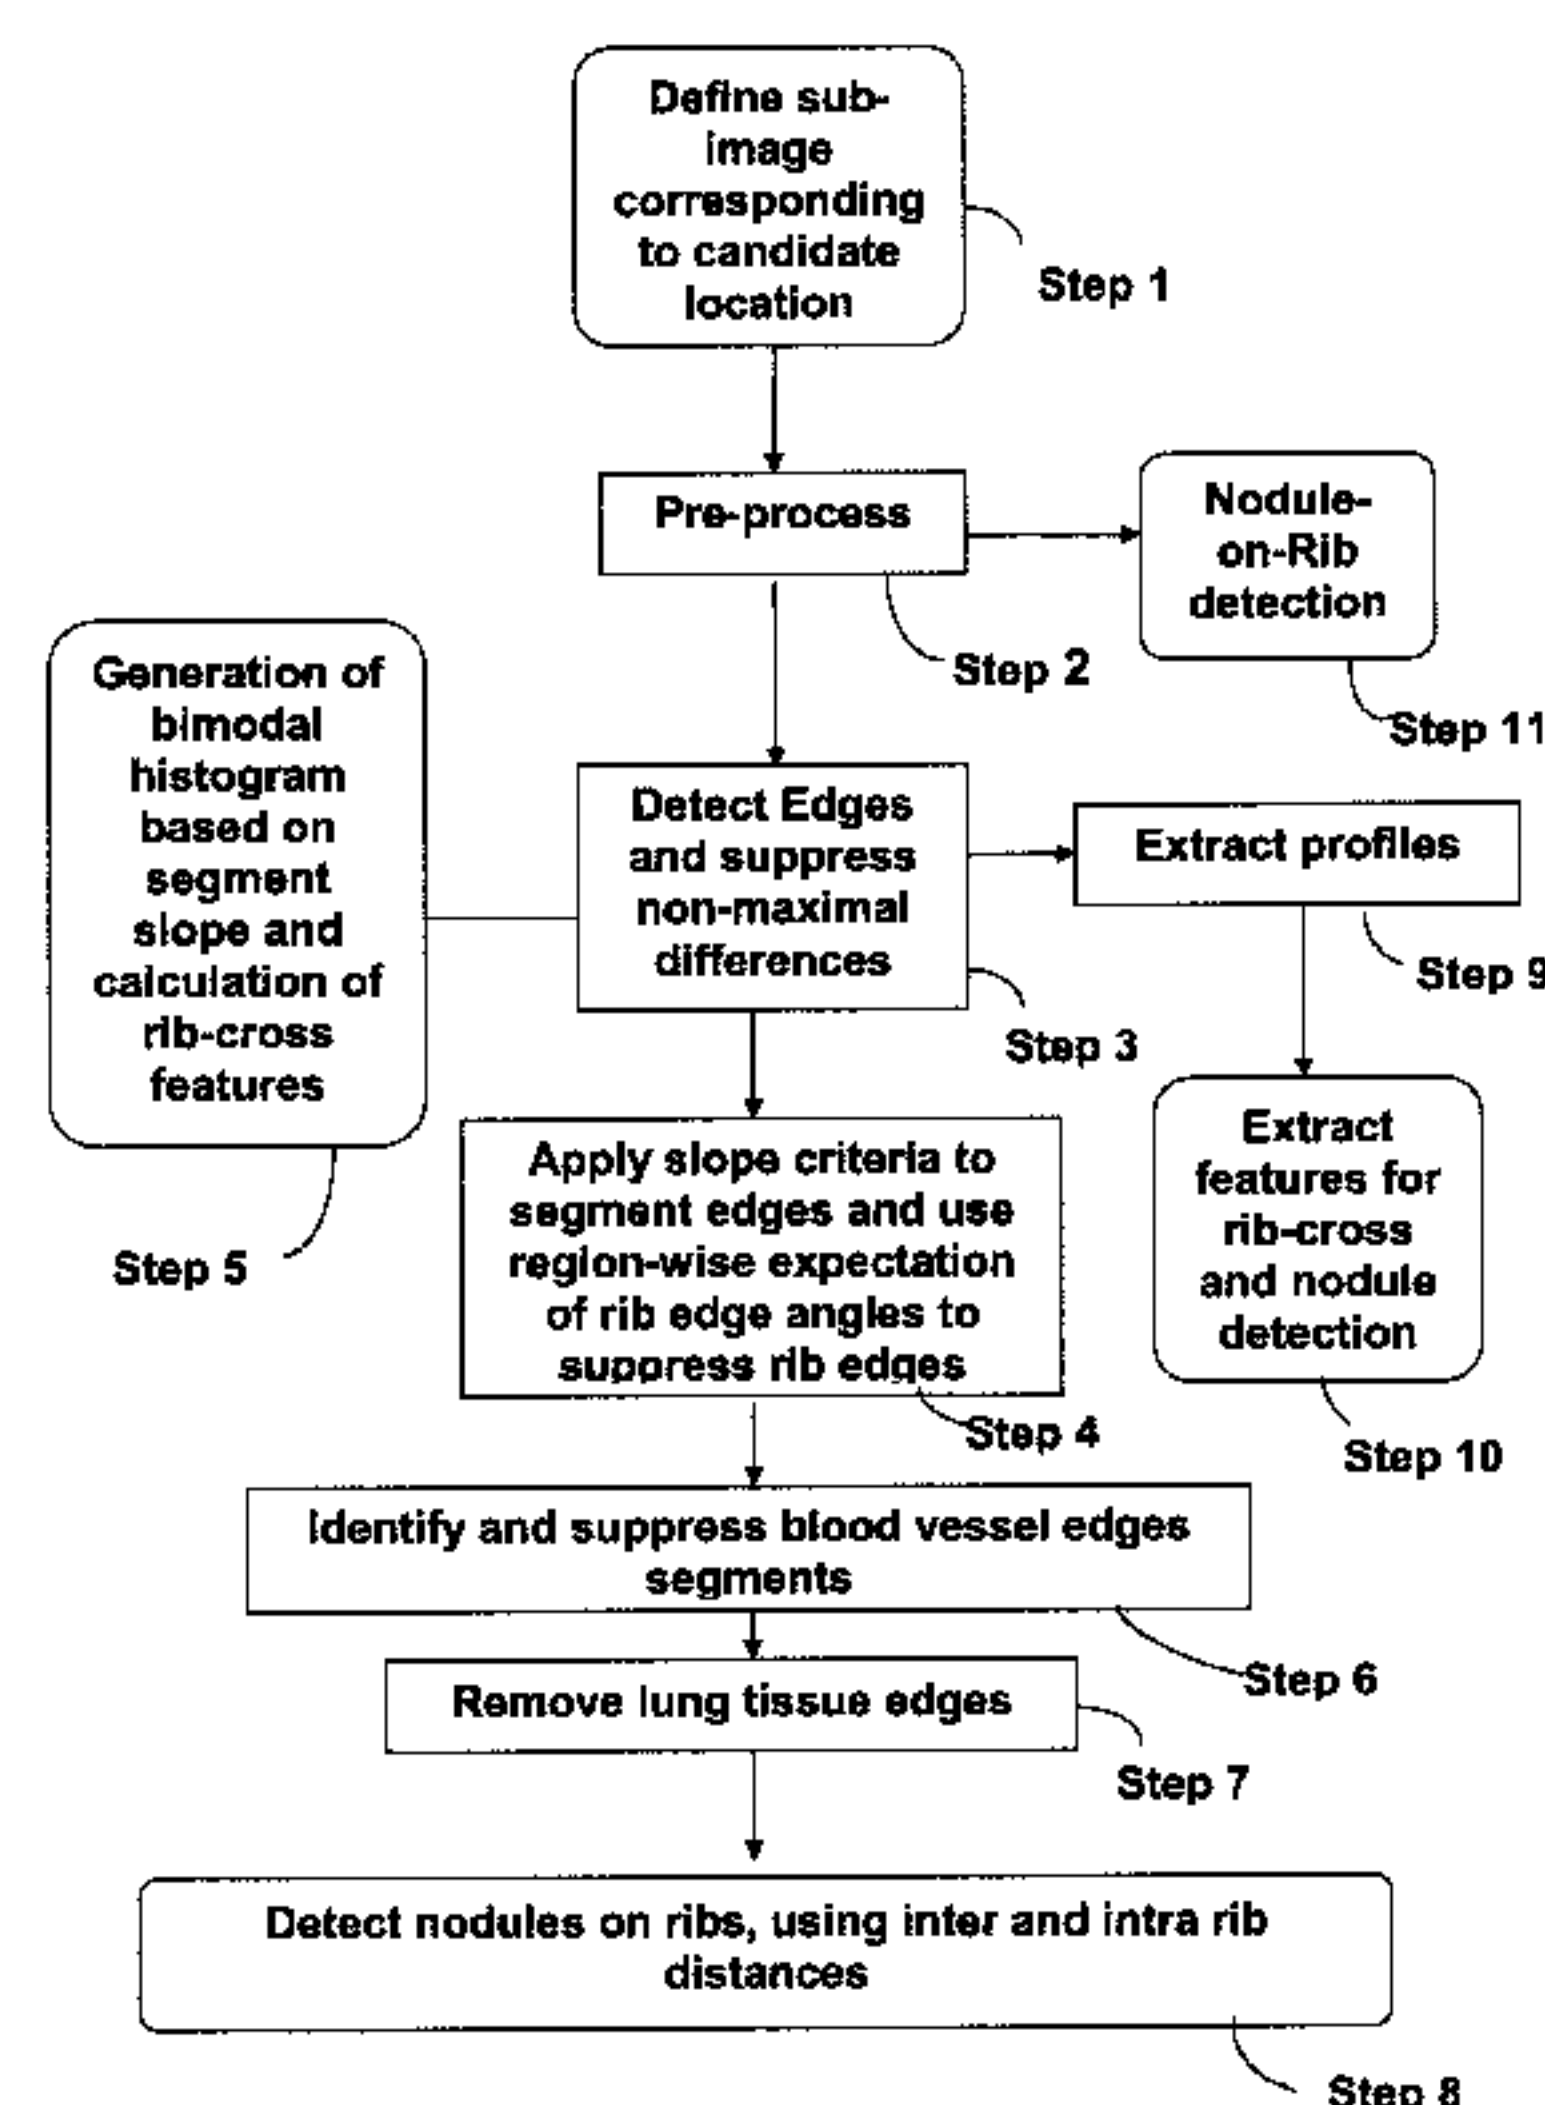 Define sub-
image
corresponding
to candidate
location
Step 1
Pre-process
Step 2
Nodule-
on-Rib
detection
Step 11
Generation of
bimodal
histogram
based on
segment
slope and
calculation of
rib-cross
features
Step 5
Detect Edges
and suppress
non-maximal
differences
Step 3
Extract profiles
Step 9
Extract
features for
rib-cross
and nodule
detection
Step 10
Apply slope criteria to
segment edges and use
region-wise expectation
of rib edge angles to
suppress rib edges
Step 4
Identify and suppress blood vessel edges
segments
Step 6
Remove lung tissue edges
Step 7
Detect nodules on ribs, using inter and intra rib
distances
Step 8